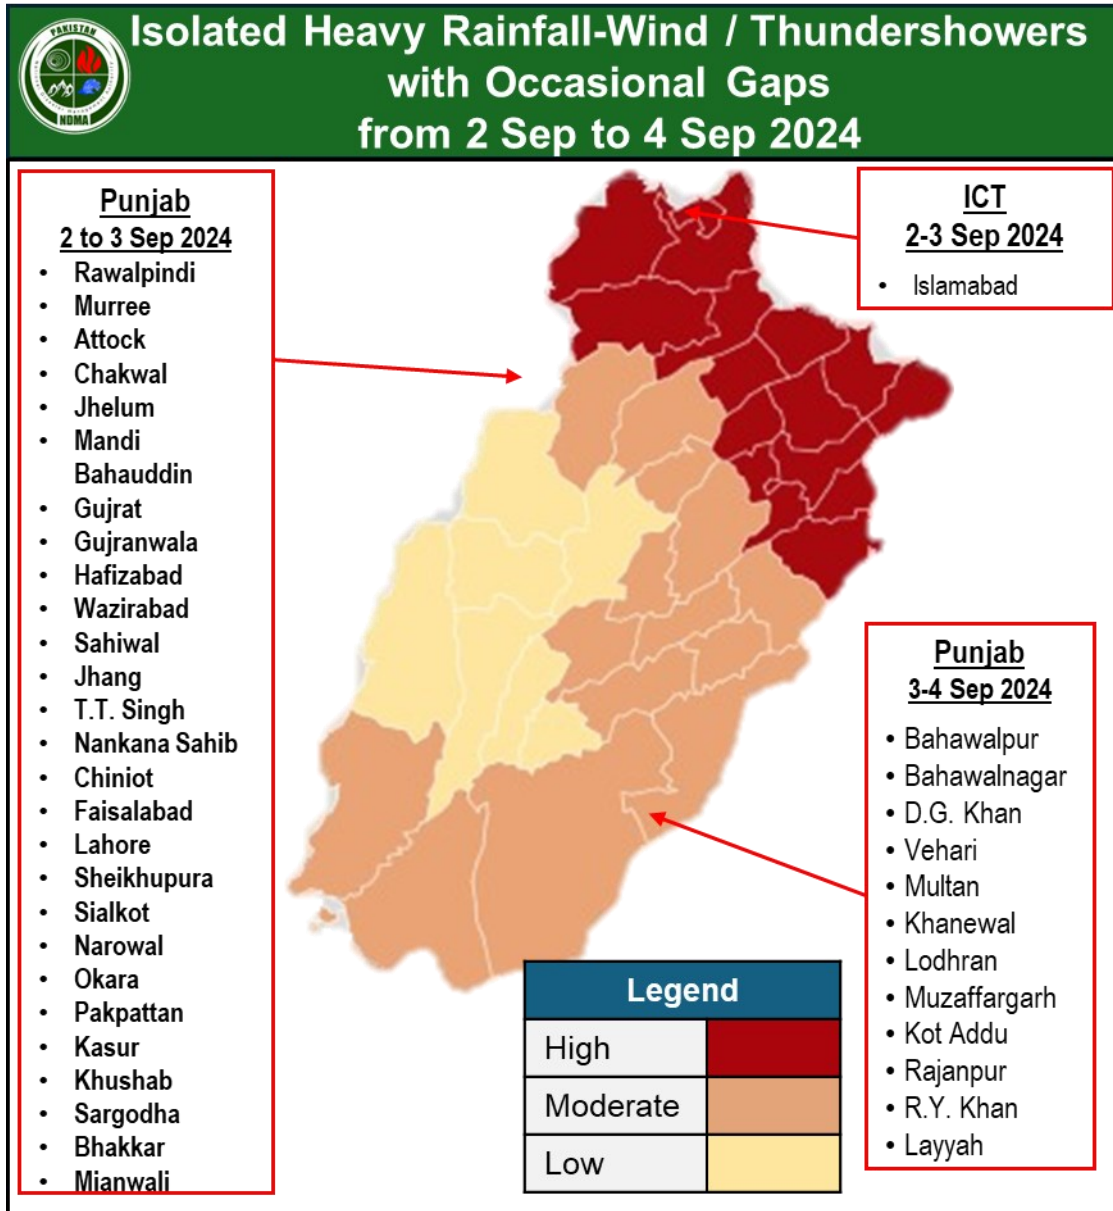 PAKISTAN
NDMA
Isolated Heavy Rainfall-Wind / Thundershowers
with Occasional Gaps
from 2 Sep to 4 Sep 2024
Punjab
2 to 3 Sep 2024
• Rawalpindi
• Murree
• Attock
• Chakwal
• Jhelum
• Mandi
Bahauddin
• Gujrat
• Gujranwala
• Hafizabad
• Wazirabad
• Sahiwal
• Jhang
• T.T. Singh
• Nankana Sahib
• Chiniot
• Faisalabad
• Lahore
• Sheikhupura
• Sialkot
• Narowal
• Okara
• Pakpattan
• Kasur
• Khushab
• Sargodha
• Bhakkar
• Mianwali
ICT
2-3 Sep 2024
• Islamabad
Punjab
3-4 Sep 2024
• Bahawalpur
• Bahawalnagar
• D.G. Khan
• Vehari
• Multan
• Khanewal
• Lodhran
• Muzaffargarh
• Kot Addu
• Rajanpur
• R.Y. Khan
• Layyah
Legend
High
Moderate
Low